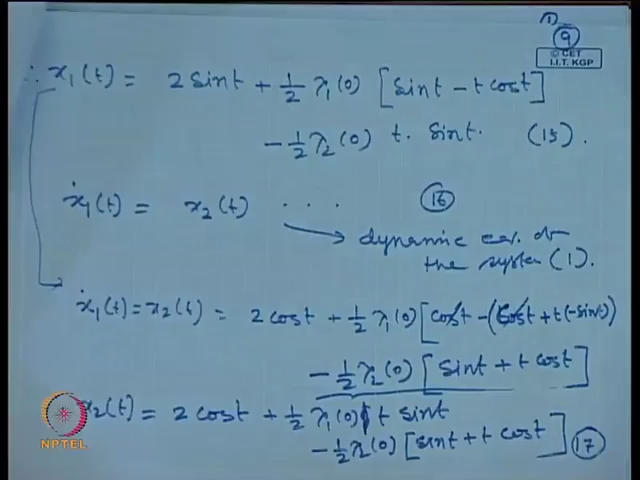 9
© CET
I.I.T. KGP
∴ x₁(t) = 2 sint + 1/2 λ₁(0) [sint - t cost]
- 1/2 λ₂(0) t. sint. (15).
ẋ₁(t) = x₂(t) . . . (16)
→ dynamic eqn. of
the system (1).
ẋ₁(t) = x₂(t) = 2 cost + 1/2 λ₁(0) [cost - (cost + t(-sint))
- 1/2 λ₂(0) [sint + t cost]
x₂(t) = 2 cost + 1/2 λ₁(0) t sint
- 1/2 λ₂(0) [sint + t cost] (17)
NPTEL